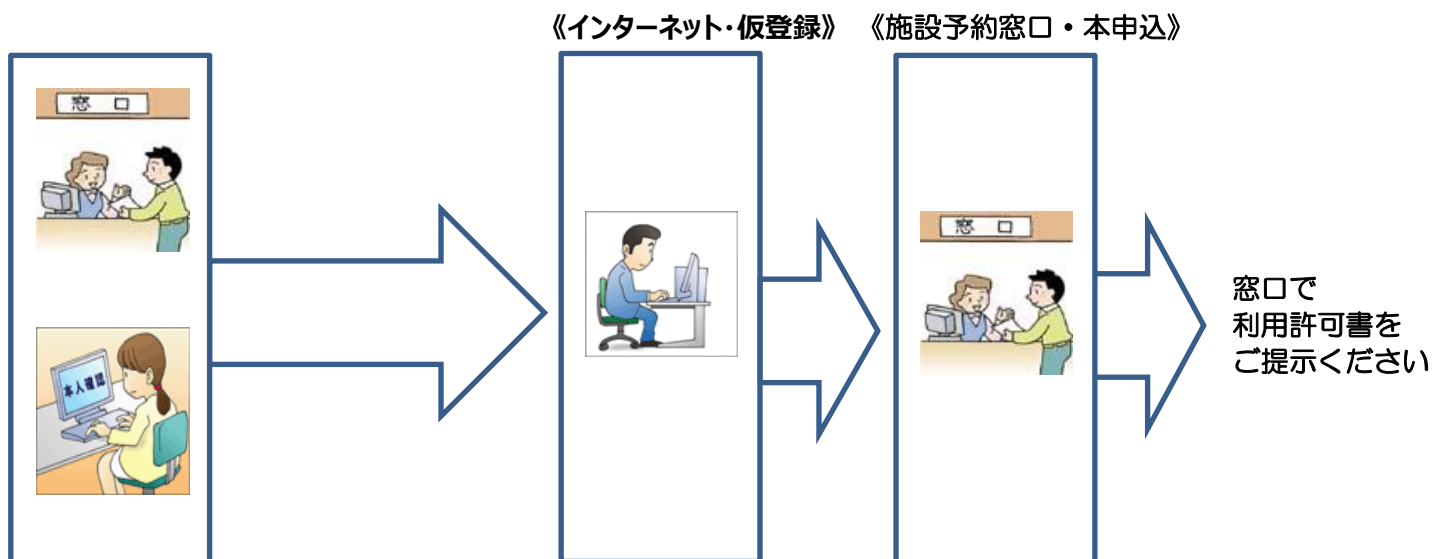 《インターネット・仮登録》
《施設予約窓口・本申込》
窓 口
本人確認
窓 口
窓口で
利用許可書を
ご提示ください